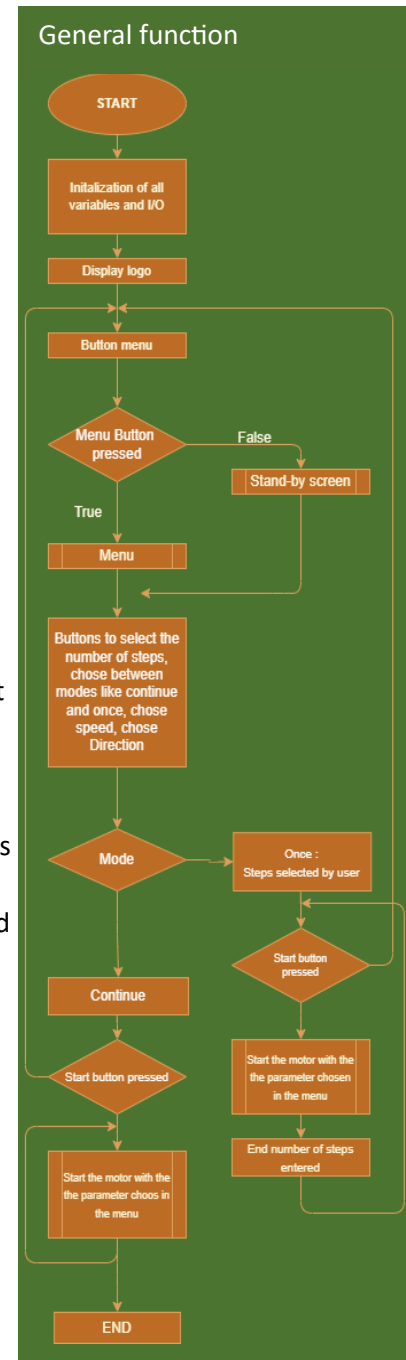 General function
START
Initalization of all
variables and I/O
Display logo
Button menu
Menu Button
pressed
False
Stand-by screen
True
Menu
Buttons to select the
number of steps,
chose between
modes like continue
and once, chose
speed, chose
Direction
t
s
d
Mode
Once :
Steps selected by user
Continue
Start button
pressed
Start button pressed
Start the motor with the
the parameter chosen
in the menu
End number of steps
entered
Start the motor with the
the parameter choos in
the menu
END